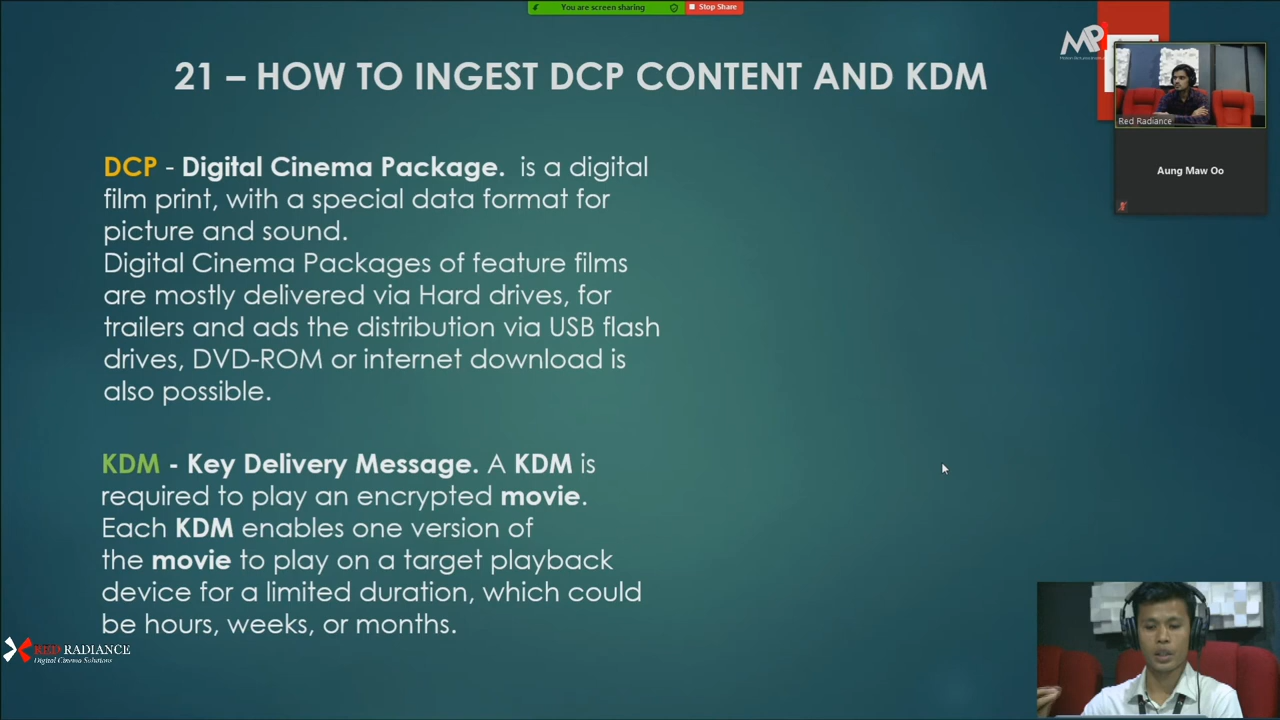 You are screen sharing
Stop Share
MP
21 – HOW TO INGEST DCP CONTENT AND KDM
Red Radiance
Aung Maw Oo
DCP - Digital Cinema Package. is a digital
film print, with a special data format for
picture and sound.
Digital Cinema Packages of feature films
are mostly delivered via Hard drives, for
trailers and ads the distribution via USB flash
drives, DVD-ROM or internet download is
also possible.
KDM - Key Delivery Message. A KDM is
required to play an encrypted movie.
Each KDM enables one version of
the movie to play on a target playback
device for a limited duration, which could
be hours, weeks, or months.
RED RADIANCE
Digital Cinema Solutions